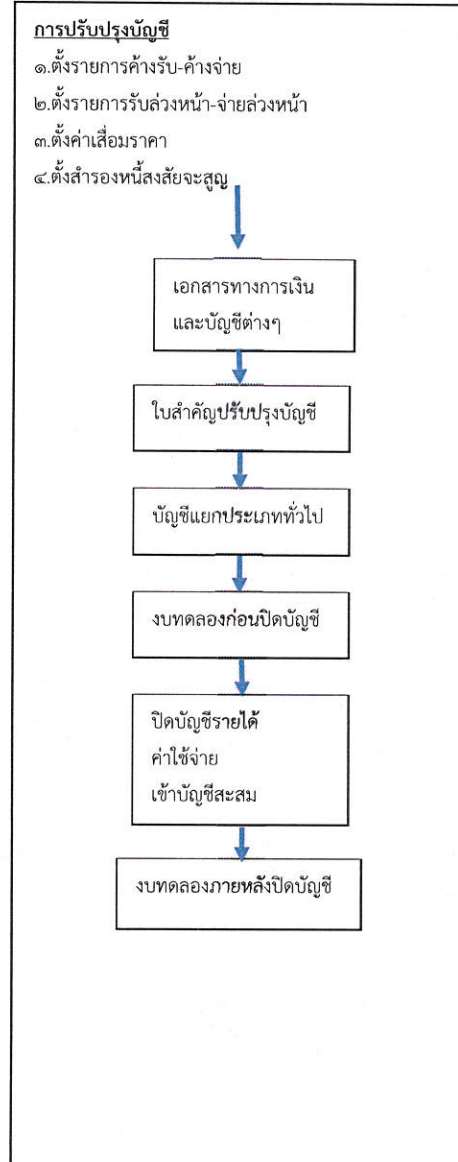 การปรับปรุงบัญชี
๑.ตั้งรายการค้างรับ-ค้างจ่าย
๒.ตั้งรายการรับล่วงหน้า-จ่ายล่วงหน้า
๓.ตั้งค่าเสื่อมราคา
๔.ตั้งสำรองหนี้สงสัยจะสูญ
เอกสารทางการเงิน
และบัญชีต่างๆ
ใบสำคัญปรับปรุงบัญชี
บัญชีแยกประเภททั่วไป
งบทดลองก่อนปิดบัญชี
ปิดบัญชีรายได้
ค่าใช้จ่าย
เข้าบัญชีสะสม
งบทดลองภายหลังปิดบัญชี